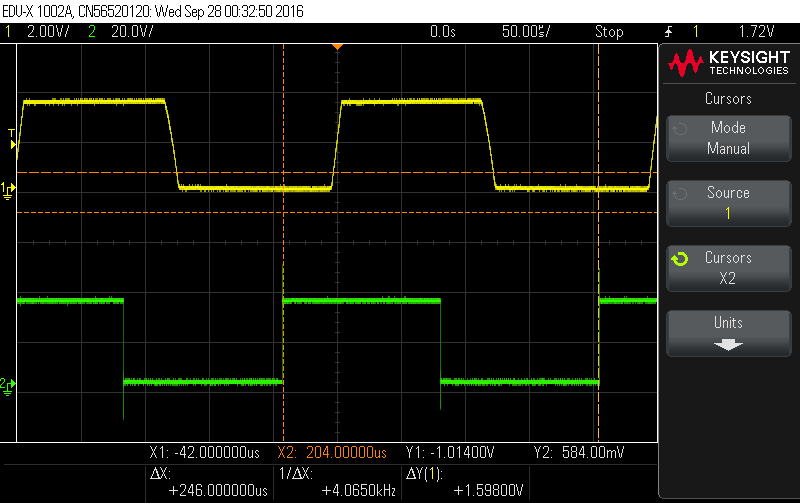 EDU-X 1002A, CN56520120: Wed Sep 28 00:32:50 2016
1 2.00V/ 2 20.0V/ 0.0s 50.00s/ Stop 1 1.72V
KEYSIGHT
TECHNOLOGIES
Cursors
Mode
Manual
Source
1
Cursors
X2
Units
T
1
2
X1: -42.000000us X2: 204.00000us Y1: -1.01400V Y2: 584.00mV
ΔX: 1/ΔX: ΔY(1):
+246.000000us +4.0650kHz +1.59800V